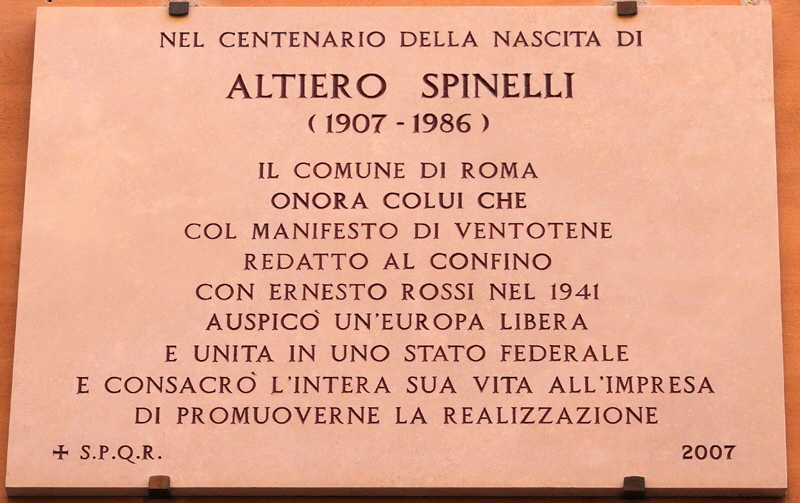 NEL CENTENARIO DELLA NASCITA DI
ALTIERO SPINELLI
(1907 - 1986)
IL COMUNE DI ROMA
ONORA COLUI CHE
COL MANIFESTO DI VENTOTENE
REDATTO AL CONFINO
CON ERNESTO ROSSI NEL 1941
AUSPICÒ UN'EUROPA LIBERA
E UNITA IN UNO STATO FEDERALE
E CONSACRÒ L'INTERA SUA VITA ALL'IMPRESA
DI PROMUOVERNE LA REALIZZAZIONE
✠ S.P.Q.R. 2007